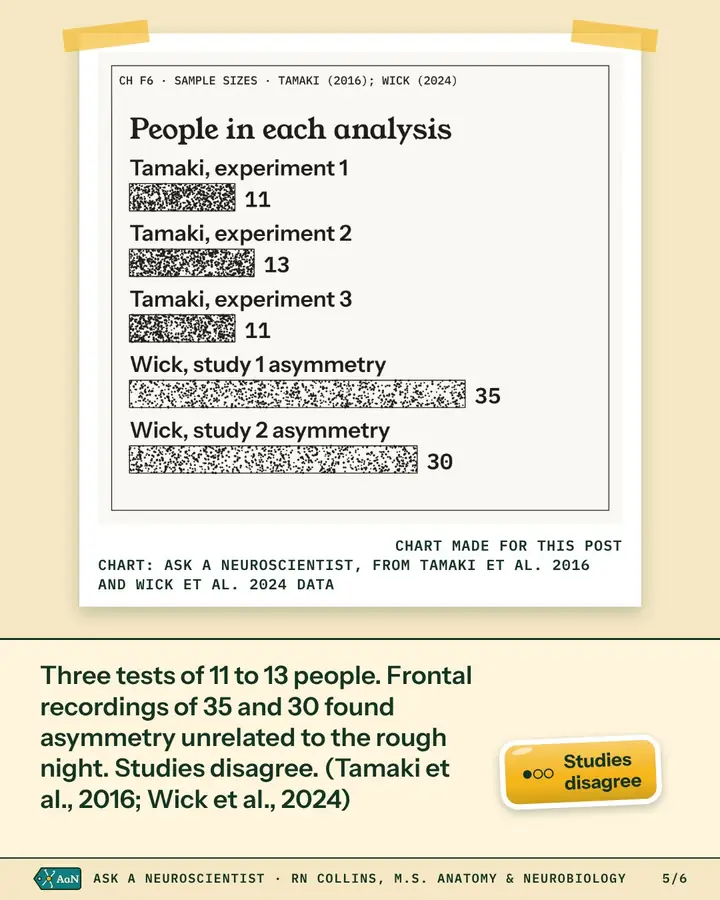 CH F6 · SAMPLE SIZES · TAMAKI (2016); WICK (2024)
People in each analysis
Tamaki, experiment 1
11
Tamaki, experiment 2
13
Tamaki, experiment 3
11
Wick, study 1 asymmetry
35
Wick, study 2 asymmetry
30
CHART MADE FOR THIS POST
CHART: ASK A NEUROSCIENTIST, FROM TAMAKI ET AL. 2016
AND WICK ET AL. 2024 DATA
Three tests of 11 to 13 people. Frontal
recordings of 35 and 30 found
asymmetry unrelated to the rough
night. Studies disagree. (Tamaki et
al., 2016; Wick et al., 2024)
Studies
disagree
AaN
ASK A NEUROSCIENTIST · RN COLLINS, M.S. ANATOMY & NEUROBIOLOGY
5/6